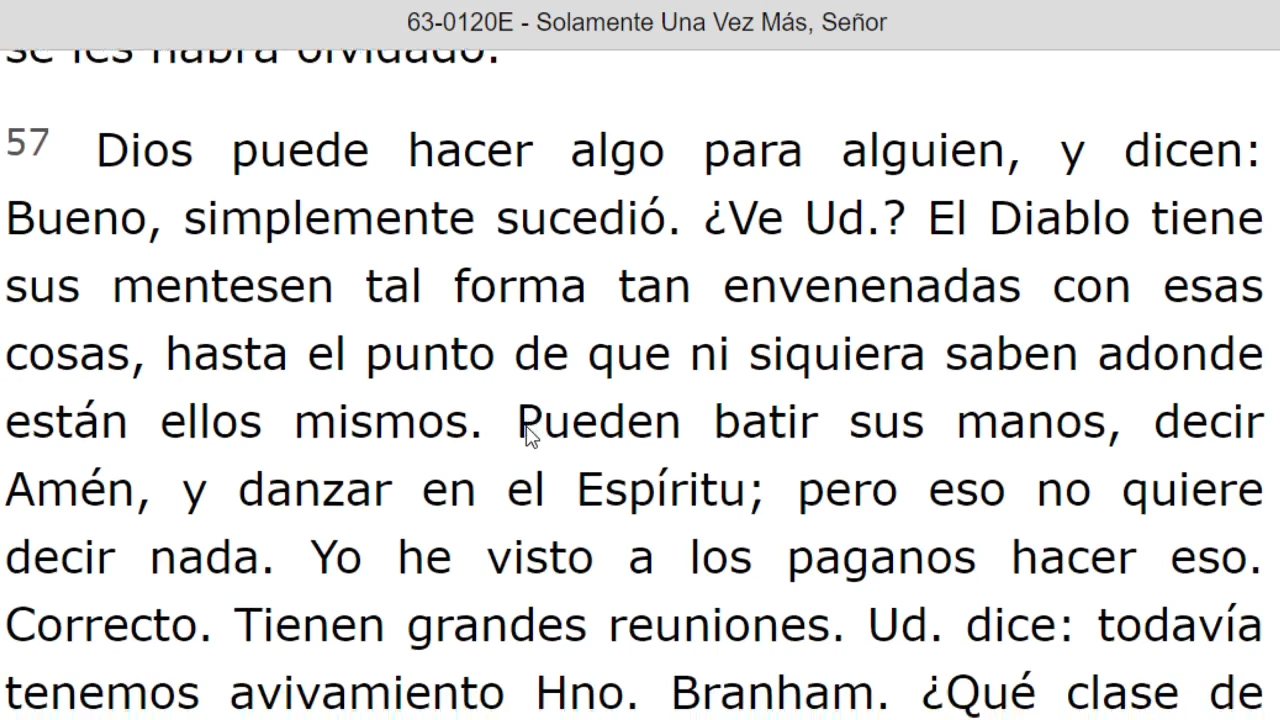 63-0120E - Solamente Una Vez Más, Señor
se les habrá olvidado.
57 Dios puede hacer algo para alguien, y dicen:
Bueno, simplemente sucedió. ¿Ve Ud.? El Diablo tiene
sus mentesen tal forma tan envenenadas con esas
cosas, hasta el punto de que ni siquiera saben adonde
están ellos mismos. Pueden batir sus manos, decir
Amén, y danzar en el Espíritu; pero eso no quiere
decir nada. Yo he visto a los paganos hacer eso.
Correcto. Tienen grandes reuniones. Ud. dice: todavía
tenemos avivamiento Hno. Branham. ¿Qué clase de